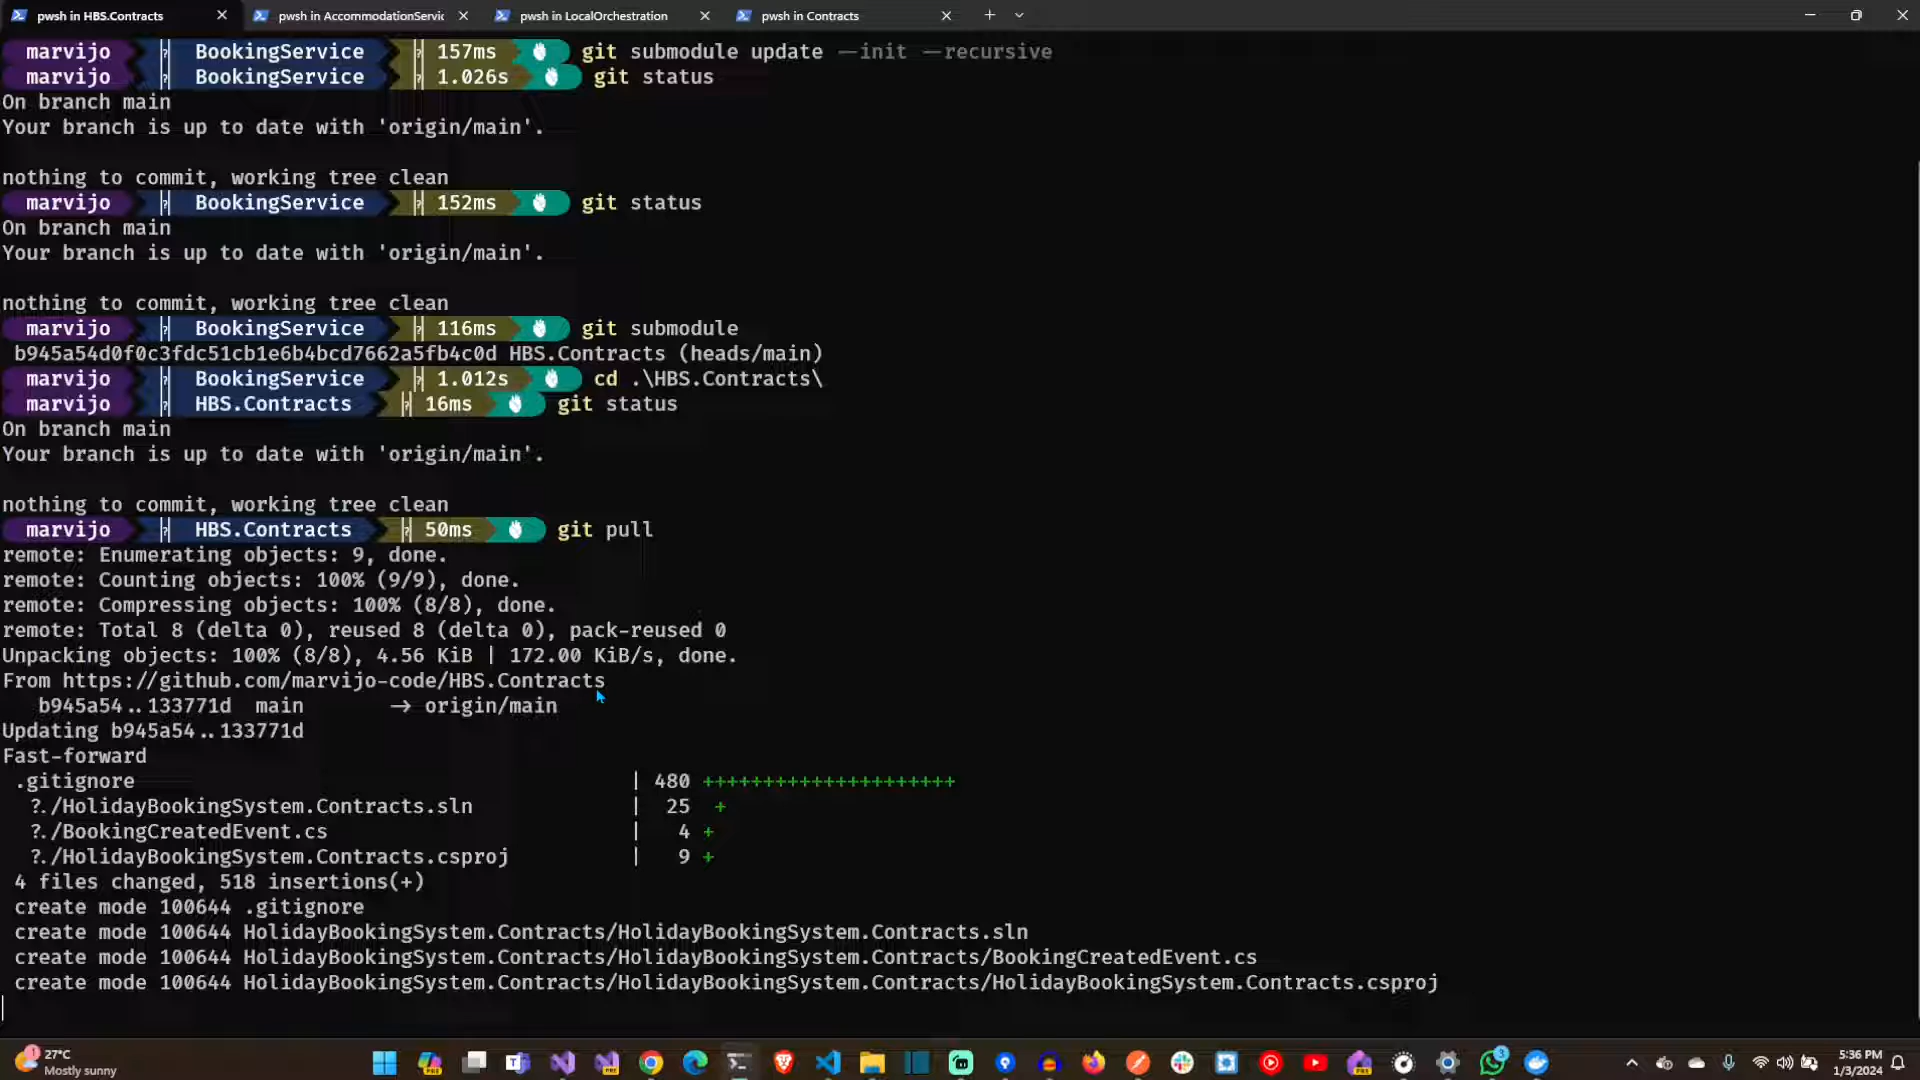 pwsh in HBS.Contracts
pwsh in AccommodationServic
pwsh in LocalOrchestration
pwsh in Contracts
marvijo BookingService 157ms git submodule update --init --recursive
marvijo BookingService 1.026s git status
On branch main
Your branch is up to date with 'origin/main'.
nothing to commit, working tree clean
marvijo BookingService 152ms git status
On branch main
Your branch is up to date with 'origin/main'.
nothing to commit, working tree clean
marvijo BookingService 116ms git submodule
b945a54d0f0c3fdc51cb1e6b4bcd7662a5fb4c0d HBS.Contracts (heads/main)
marvijo BookingService 1.012s cd .\HBS.Contracts\
marvijo HBS.Contracts 16ms git status
On branch main
Your branch is up to date with 'origin/main'.
nothing to commit, working tree clean
marvijo HBS.Contracts 50ms git pull
remote: Enumerating objects: 9, done.
remote: Counting objects: 100% (9/9), done.
remote: Compressing objects: 100% (8/8), done.
remote: Total 8 (delta 0), reused 8 (delta 0), pack-reused 0
Unpacking objects: 100% (8/8), 4.56 KiB | 172.00 KiB/s, done.
From https://github.com/marvijo-code/HBS.Contracts
b945a54..133771d main -> origin/main
Updating b945a54..133771d
Fast-forward
.gitignore | 480 +++++++++++++++++++++
?./HolidayBookingSystem.Contracts.sln | 25 +
?./BookingCreatedEvent.cs | 4 +
?./HolidayBookingSystem.Contracts.csproj | 9 +
4 files changed, 518 insertions(+)
create mode 100644 .gitignore
create mode 100644 HolidayBookingSystem.Contracts/HolidayBookingSystem.Contracts.sln
create mode 100644 HolidayBookingSystem.Contracts/HolidayBookingSystem.Contracts/BookingCreatedEvent.cs
create mode 100644 HolidayBookingSystem.Contracts/HolidayBookingSystem.Contracts/HolidayBookingSystem.Contracts.csproj
1
27°C
Mostly sunny
PRE
PRE
PRE
3
5:36 PM
1/3/2024